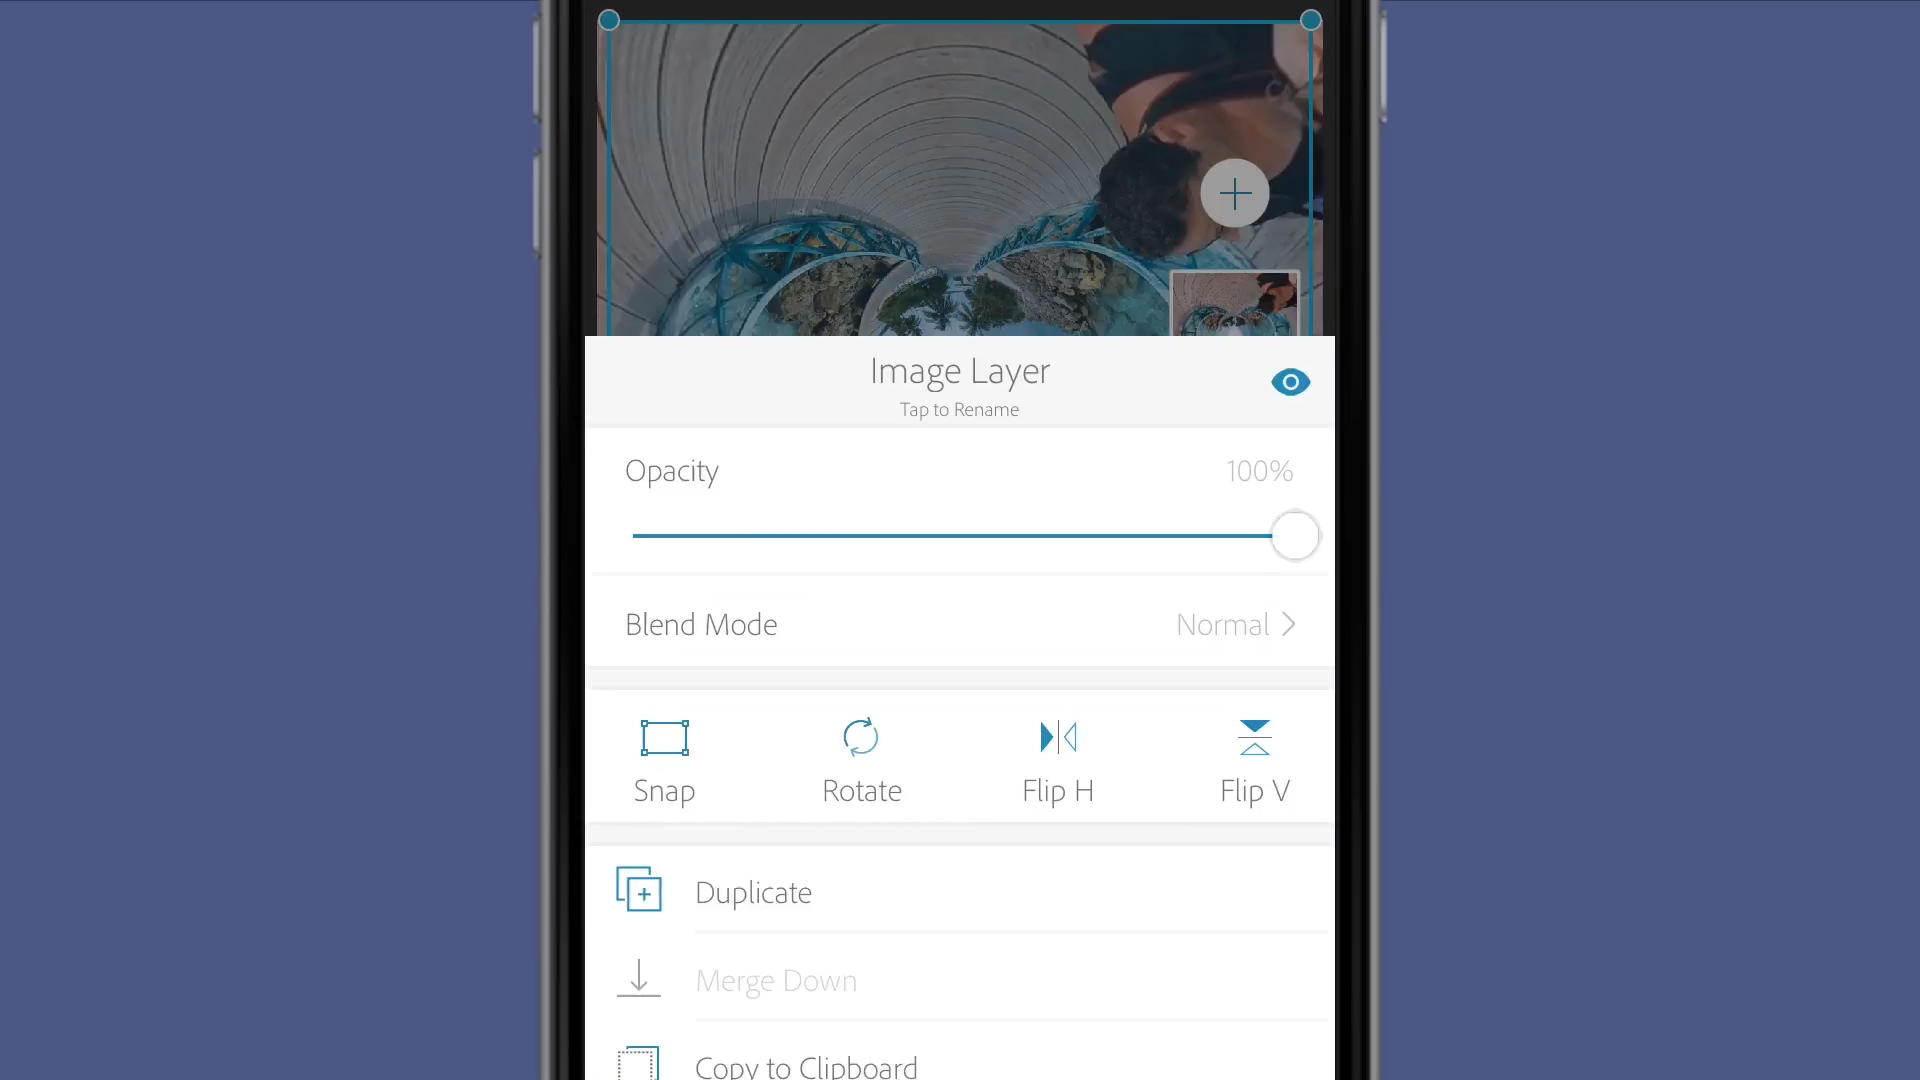 Image Layer
Tap to Rename
Opacity 100%
Blend Mode Normal
Snap Rotate Flip H Flip V
Duplicate
Merge Down
Copy to Clipboard